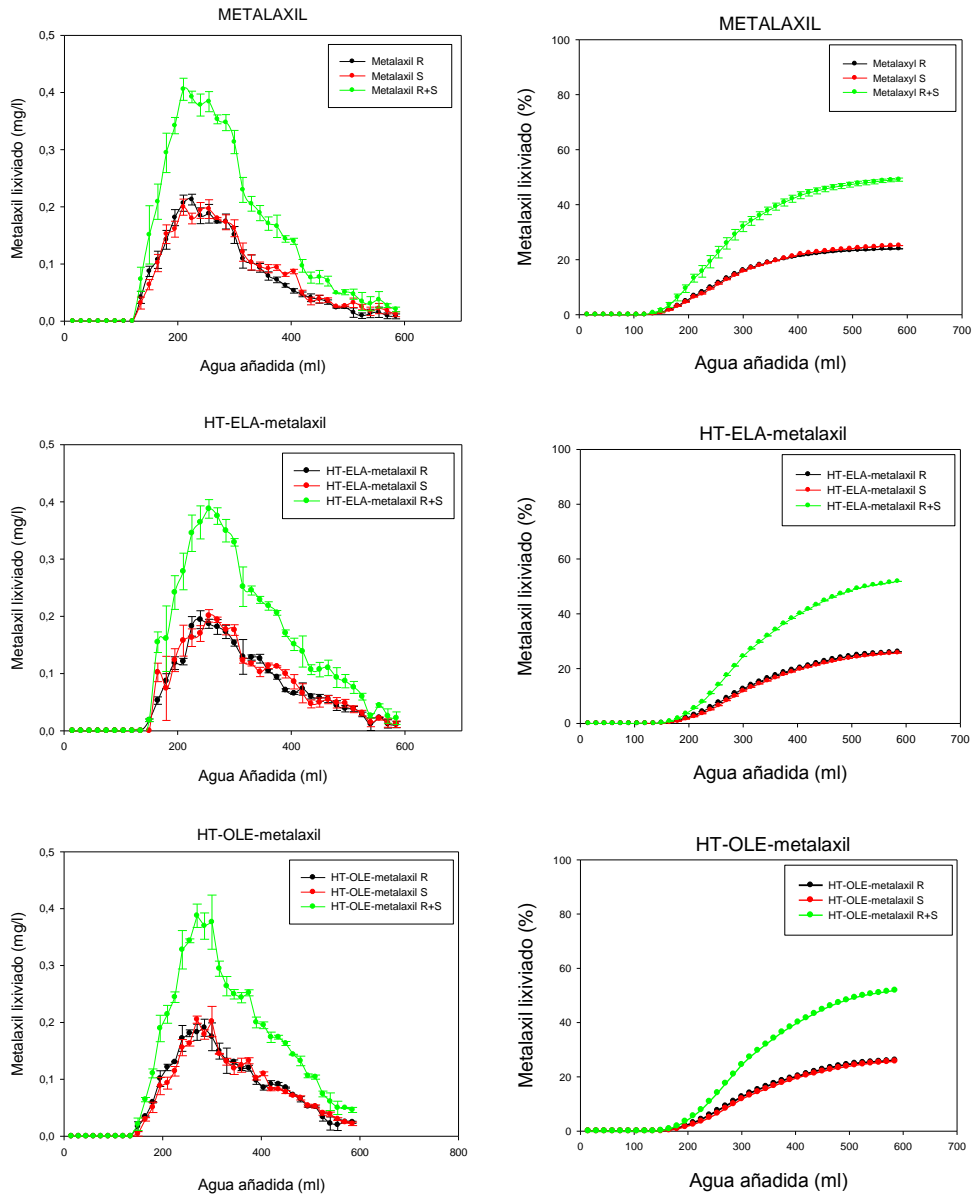 METALAXIL
0,5
0,4
0,3
0,2
0,1
0,0
Metalaxil lixiviado (mg/l)
Metalaxil R
Metalaxil S
Metalaxil R+S
0 200 400 600
Agua añadida (ml)
METALAXIL
100
80
60
40
20
0
Metalaxil lixiviado (%)
Metalaxyl R
Metalaxyl S
Metalaxyl R+S
0 100 200 300 400 500 600 700
Agua añadida (ml)
HT-ELA-metalaxil
0,5
0,4
0,3
0,2
0,1
0,0
Metalaxil lixiviado (mg/l)
HT-ELA-metalaxil R
HT-ELA-metalaxil S
HT-ELA-metalaxil R+S
0 200 400 600
Agua Añadida (ml)
HT-ELA-metalaxil
100
80
60
40
20
0
Metalaxil lixiviado (%)
HT-ELA-metalaxil R
HT-ELA-metalaxil S
HT-ELA-metalaxil R+S
0 100 200 300 400 500 600 700
Agua añadida (ml)
HT-OLE-metalaxil
0,5
0,4
0,3
0,2
0,1
0,0
Metalaxil lixiviado (mg/l)
HT-OLE-metalaxil R
HT-OLE-metalaxil S
HT-OLE-metalaxil R+S
0 200 400 600 800
Agua añadida (ml)
HT-OLE-metalaxil
100
80
60
40
20
0
Metalaxil lixiviado (%)
HT-OLE-metalaxil R
HT-OLE-metalaxil S
HT-OLE-metalaxil R+S
0 100 200 300 400 500 600 700
Agua añadida (ml)